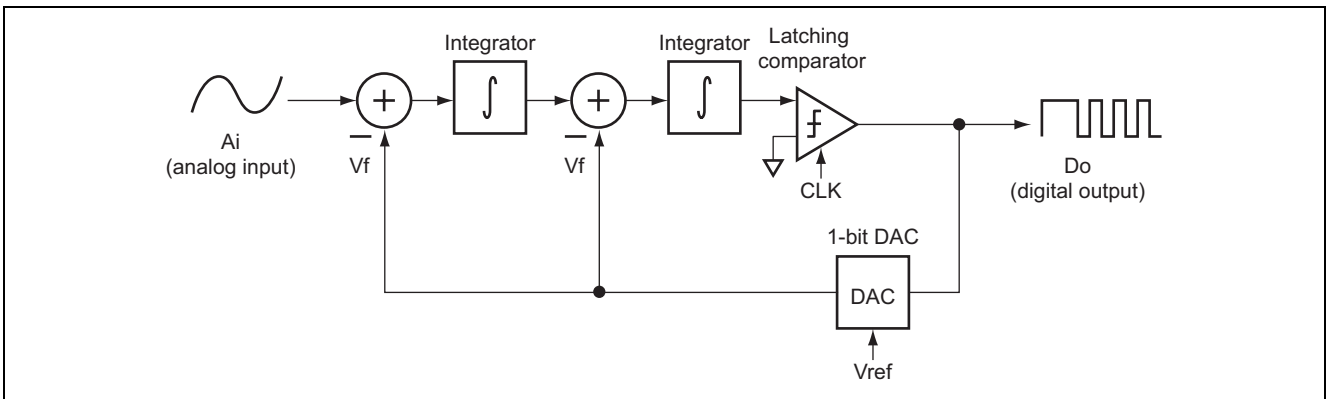 Integrator
Integrator
Latching
comparator
Ai
(analog input)
+
∫
+
∫
−
Vf
−
Vf
CLK
Do
(digital output)
1-bit DAC
DAC
Vref